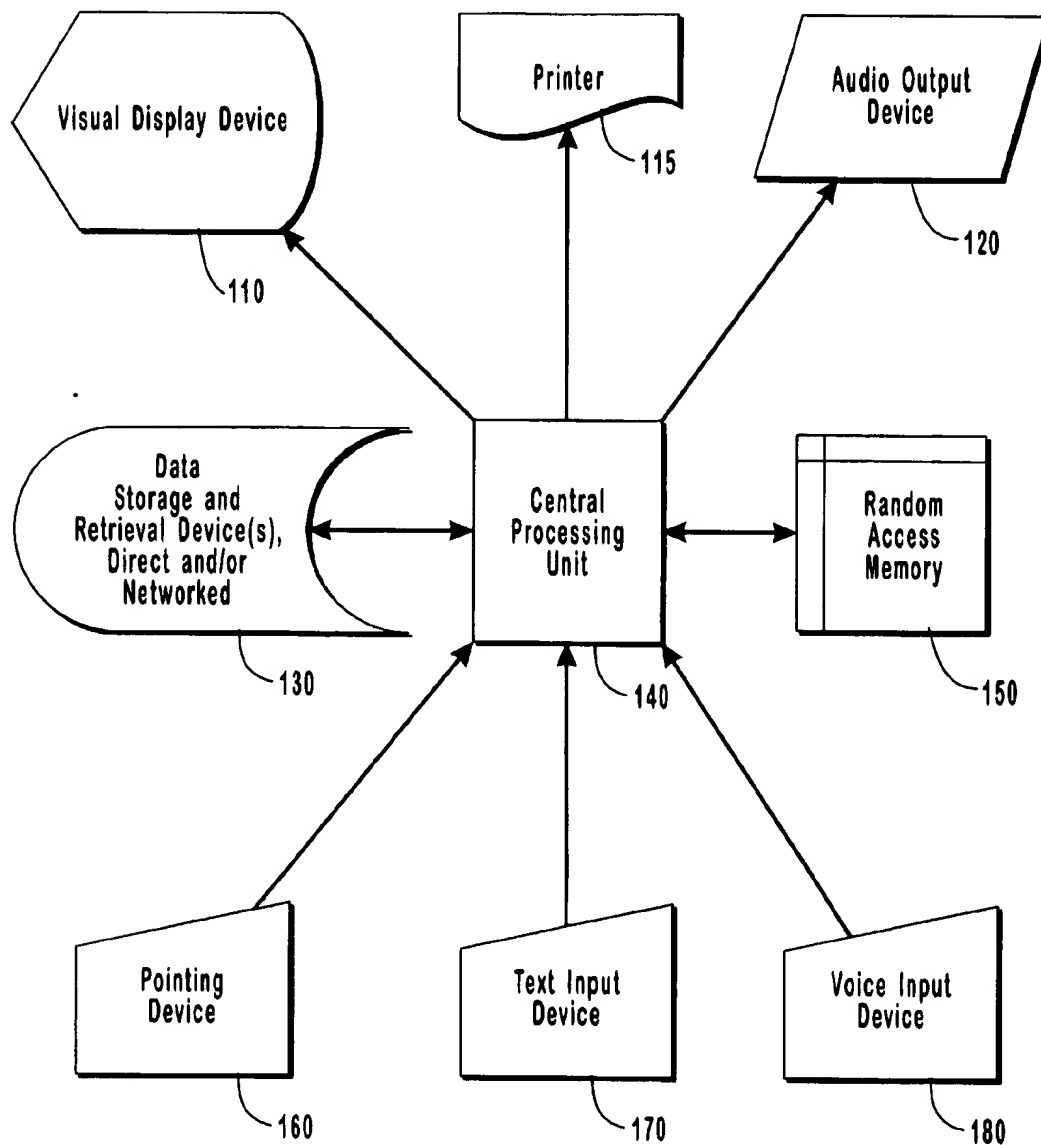 Visual Display Device
110
Printer
115
Audio Output
Device
120
Data
Storage and
Retrieval Device(s),
Direct and/or
Networked
130
Central
Processing
Unit
140
Random
Access
Memory
150
Pointing
Device
160
Text Input
Device
170
Voice Input
Device
180